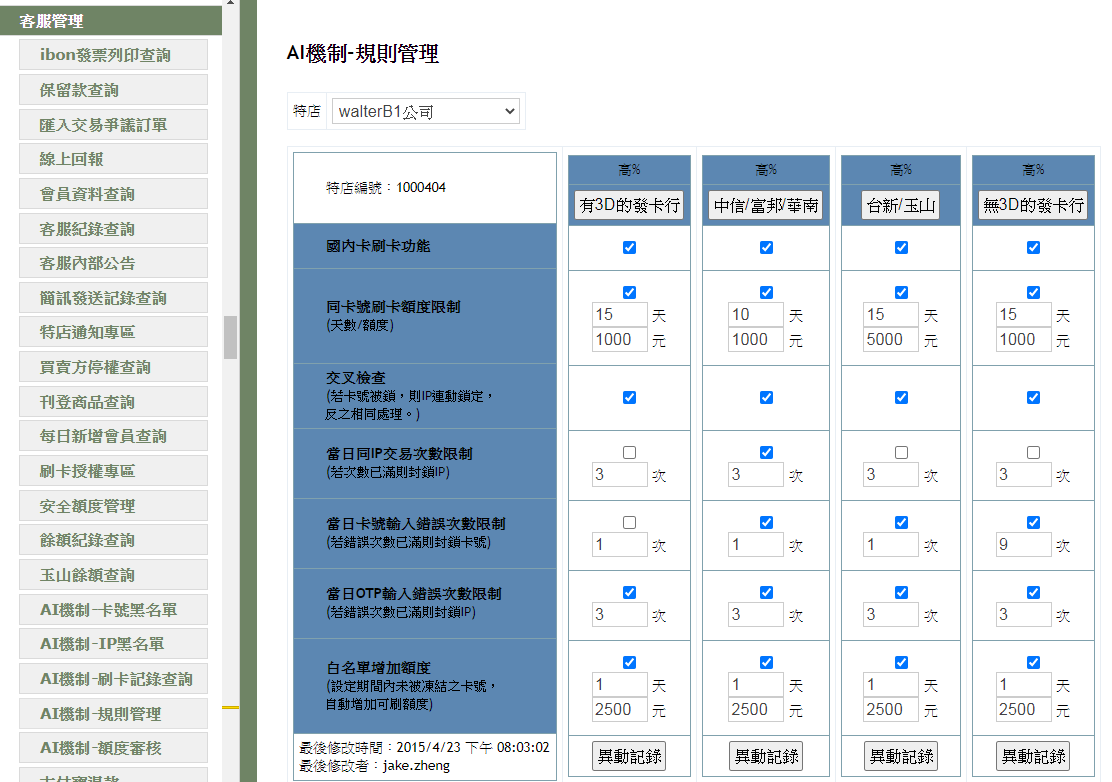 客服管理
ibon發票列印查詢
保留款查詢
匯入交易爭議訂單
線上回報
會員資料查詢
客服紀錄查詢
客服內部公告
簡訊發送記錄查詢
特店通知專區
買賣方停權查詢
刊登商品查詢
每日新增會員查詢
刷卡授權專區
安全額度管理
餘額紀錄查詢
玉山餘額查詢
AI機制-卡號黑名單
AI機制-IP黑名單
AI機制-刷卡記錄查詢
AI機制-規則管理
AI機制-額度審核
AI機制-規則管理
特店 walterB1公司
特店編號：1000404
高% 高% 高% 高%
有3D的發卡行 中信/富邦/華南 台新/玉山 無3D的發卡行
國內卡刷卡功能
同卡號刷卡額度限制
(天數/額度)
15 天 10 天 15 天 15 天
1000 元 1000 元 5000 元 1000 元
交叉檢查
(若卡號被鎖，則IP連動鎖定，
反之相同處理。)
當日同IP交易次數限制
(若次數已滿則封鎖IP)
3 次 3 次 3 次 3 次
當日卡號輸入錯誤次數限制
(若錯誤次數已滿則封鎖卡號)
1 次 1 次 1 次 9 次
當日OTP輸入錯誤次數限制
(若錯誤次數已滿則封鎖IP)
3 次 3 次 3 次 3 次
白名單增加額度
(設定期間內未被凍結之卡號，
自動增加可刷額度)
1 天 1 天 1 天 1 天
2500 元 2500 元 2500 元 2500 元
最後修改時間：2015/4/23 下午 08:03:02
最後修改者：jake.zheng
異動記錄 異動記錄 異動記錄 異動記錄